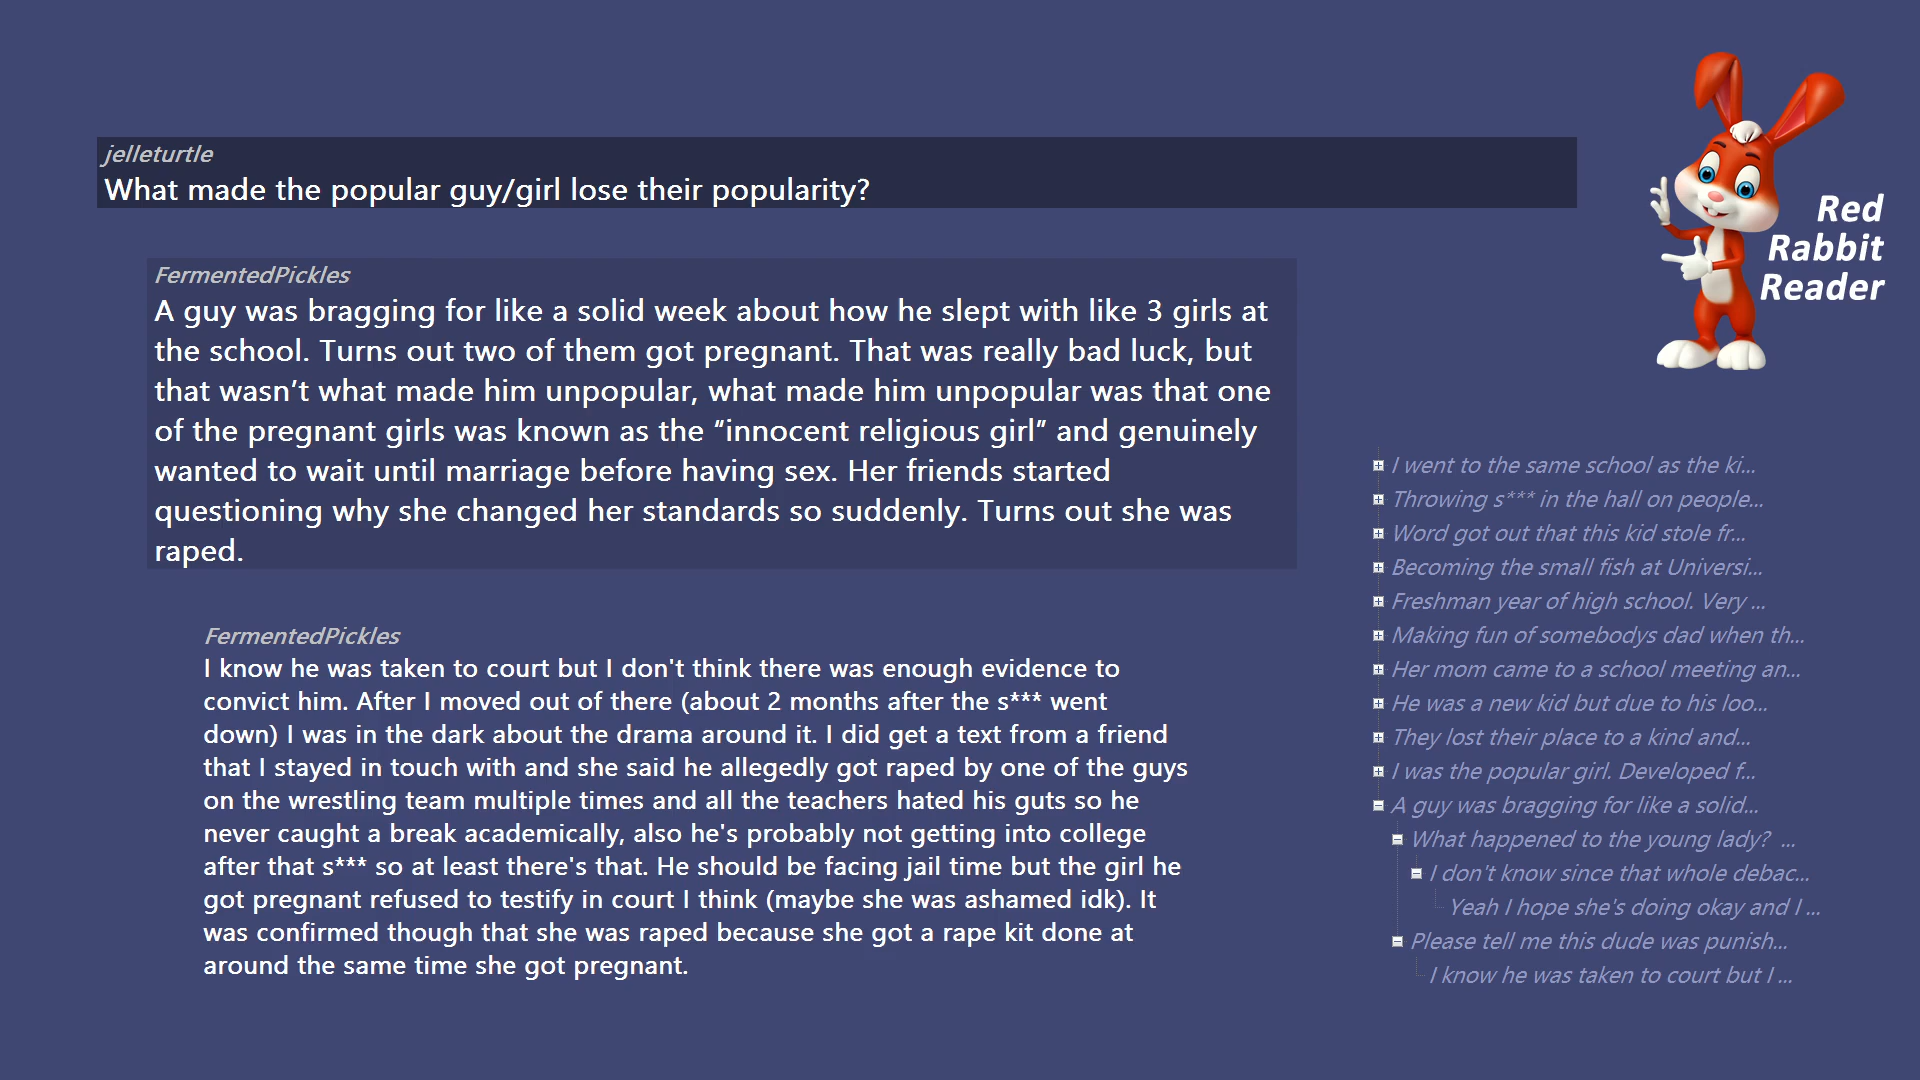 jelleturtle
What made the popular guy/girl lose their popularity?
FermentedPickles
A guy was bragging for like a solid week about how he slept with like 3 girls at
the school. Turns out two of them got pregnant. That was really bad luck, but
that wasn’t what made him unpopular, what made him unpopular was that one
of the pregnant girls was known as the “innocent religious girl” and genuinely
wanted to wait until marriage before having sex. Her friends started
questioning why she changed her standards so suddenly. Turns out she was
raped.
FermentedPickles
I know he was taken to court but I don't think there was enough evidence to
convict him. After I moved out of there (about 2 months after the s*** went
down) I was in the dark about the drama around it. I did get a text from a friend
that I stayed in touch with and she said he allegedly got raped by one of the guys
on the wrestling team multiple times and all the teachers hated his guts so he
never caught a break academically, also he's probably not getting into college
after that s*** so at least there's that. He should be facing jail time but the girl he
got pregnant refused to testify in court I think (maybe she was ashamed idk). It
was confirmed though that she was raped because she got a rape kit done at
around the same time she got pregnant.
Red
Rabbit
Reader
I went to the same school as the ki...
Throwing s*** in the hall on people...
Word got out that this kid stole fr...
Becoming the small fish at Universi...
Freshman year of high school. Very ...
Making fun of somebodys dad when th...
Her mom came to a school meeting an...
He was a new kid but due to his loo...
They lost their place to a kind and...
I was the popular girl. Developed f...
A guy was bragging for like a solid...
What happened to the young lady? ...
I don't know since that whole debac...
Yeah I hope she's doing okay and I ...
Please tell me this dude was punish...
I know he was taken to court but I ...